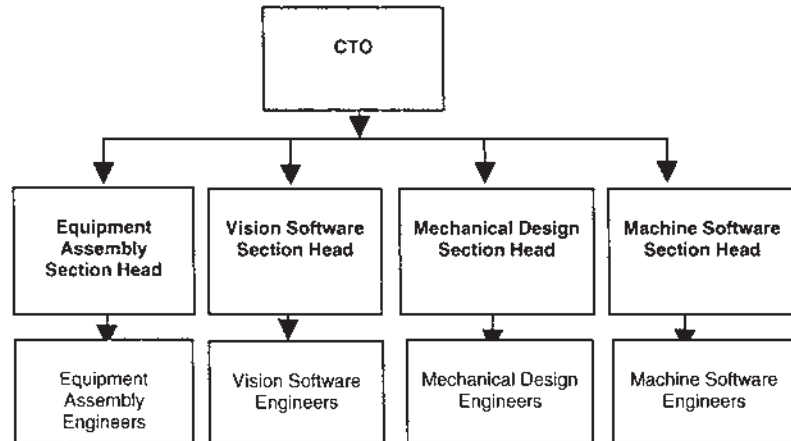 CTO
Equipment
Assembly
Section Head
Vision Software
Section Head
Mechanical Design
Section Head
Machine Software
Section Head
Equipment
Assembly
Engineers
Vision Software
Engineers
Mechanical Design
Engineers
Machine Software
Engineers